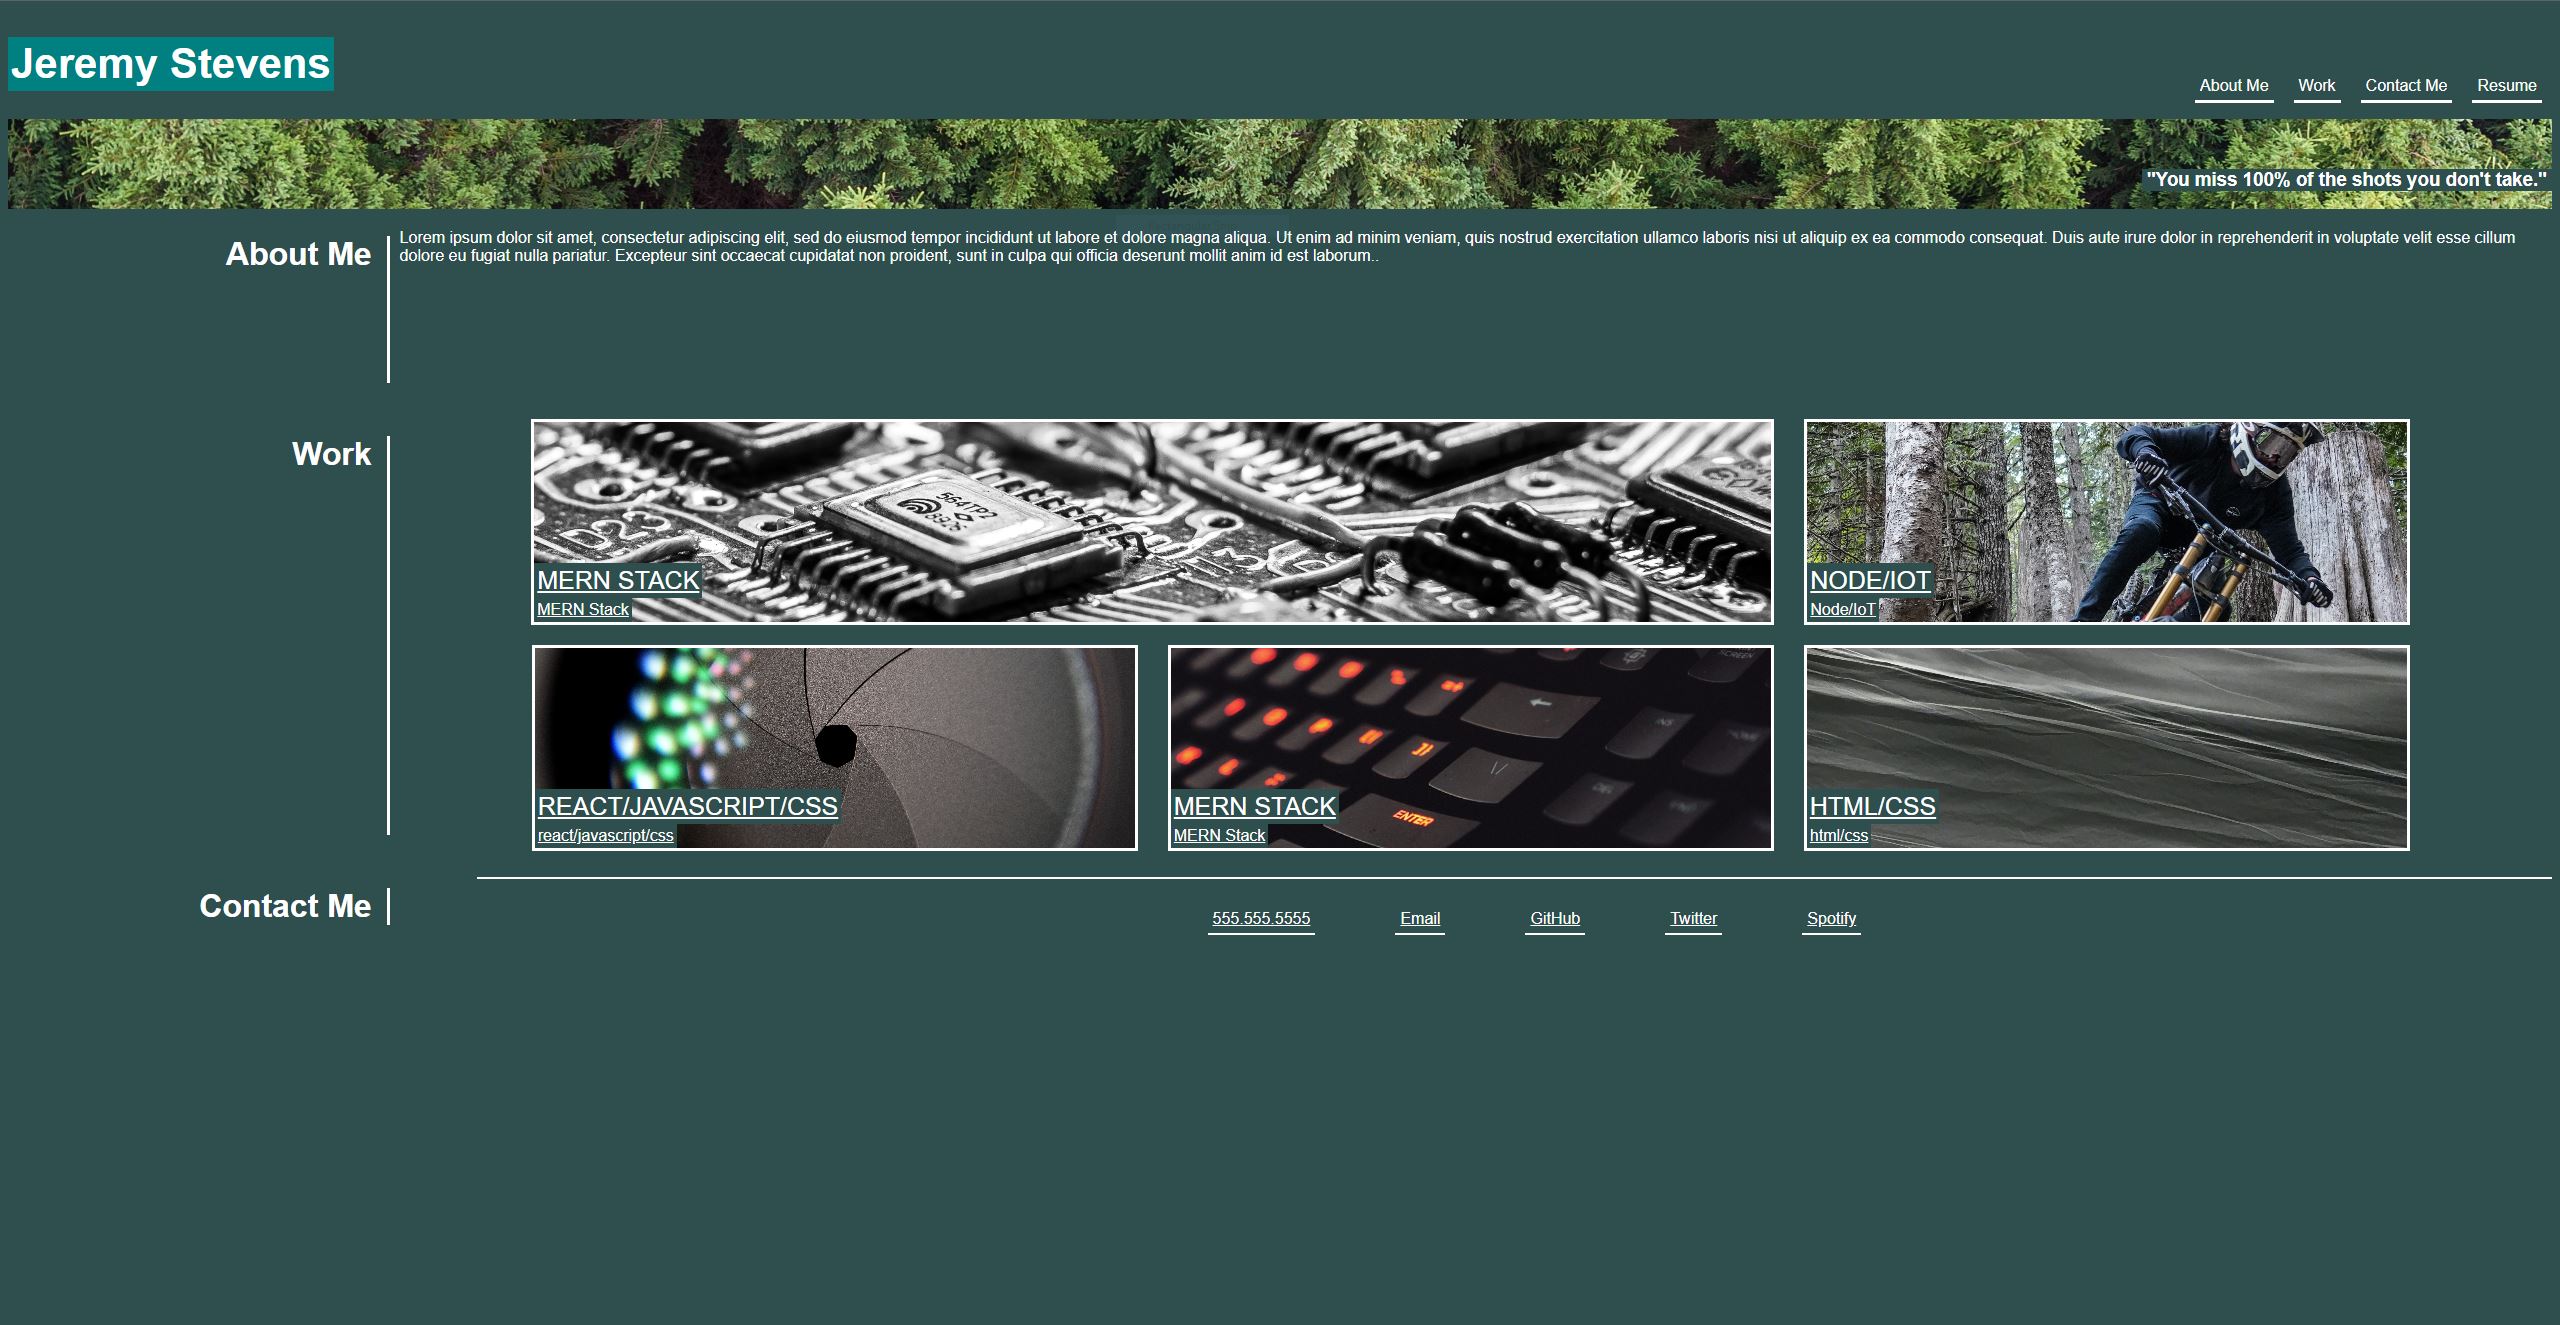 Jeremy Stevens
About Me Work Contact Me Resume
"You miss 100% of the shots you don't take."
About Me
Lorem ipsum dolor sit amet, consectetur adipiscing elit, sed do eiusmod tempor incididunt ut labore et dolore magna aliqua. Ut enim ad minim veniam, quis nostrud exercitation ullamco laboris nisi ut aliquip ex ea commodo consequat. Duis aute irure dolor in reprehenderit in voluptate velit esse cillum
dolore eu fugiat nulla pariatur. Excepteur sint occaecat cupidatat non proident, sunt in culpa qui officia deserunt mollit anim id est laborum..
Work
564TP2
8926
D23
MERN STACK
MERN Stack
NODE/IOT
Node/IoT
REACT/JAVASCRIPT/CSS
react/javascript/css
SCREEN
INS
ENTER
MERN STACK
MERN Stack
HTML/CSS
html/css
Contact Me
555.555.5555 Email GitHub Twitter Spotify